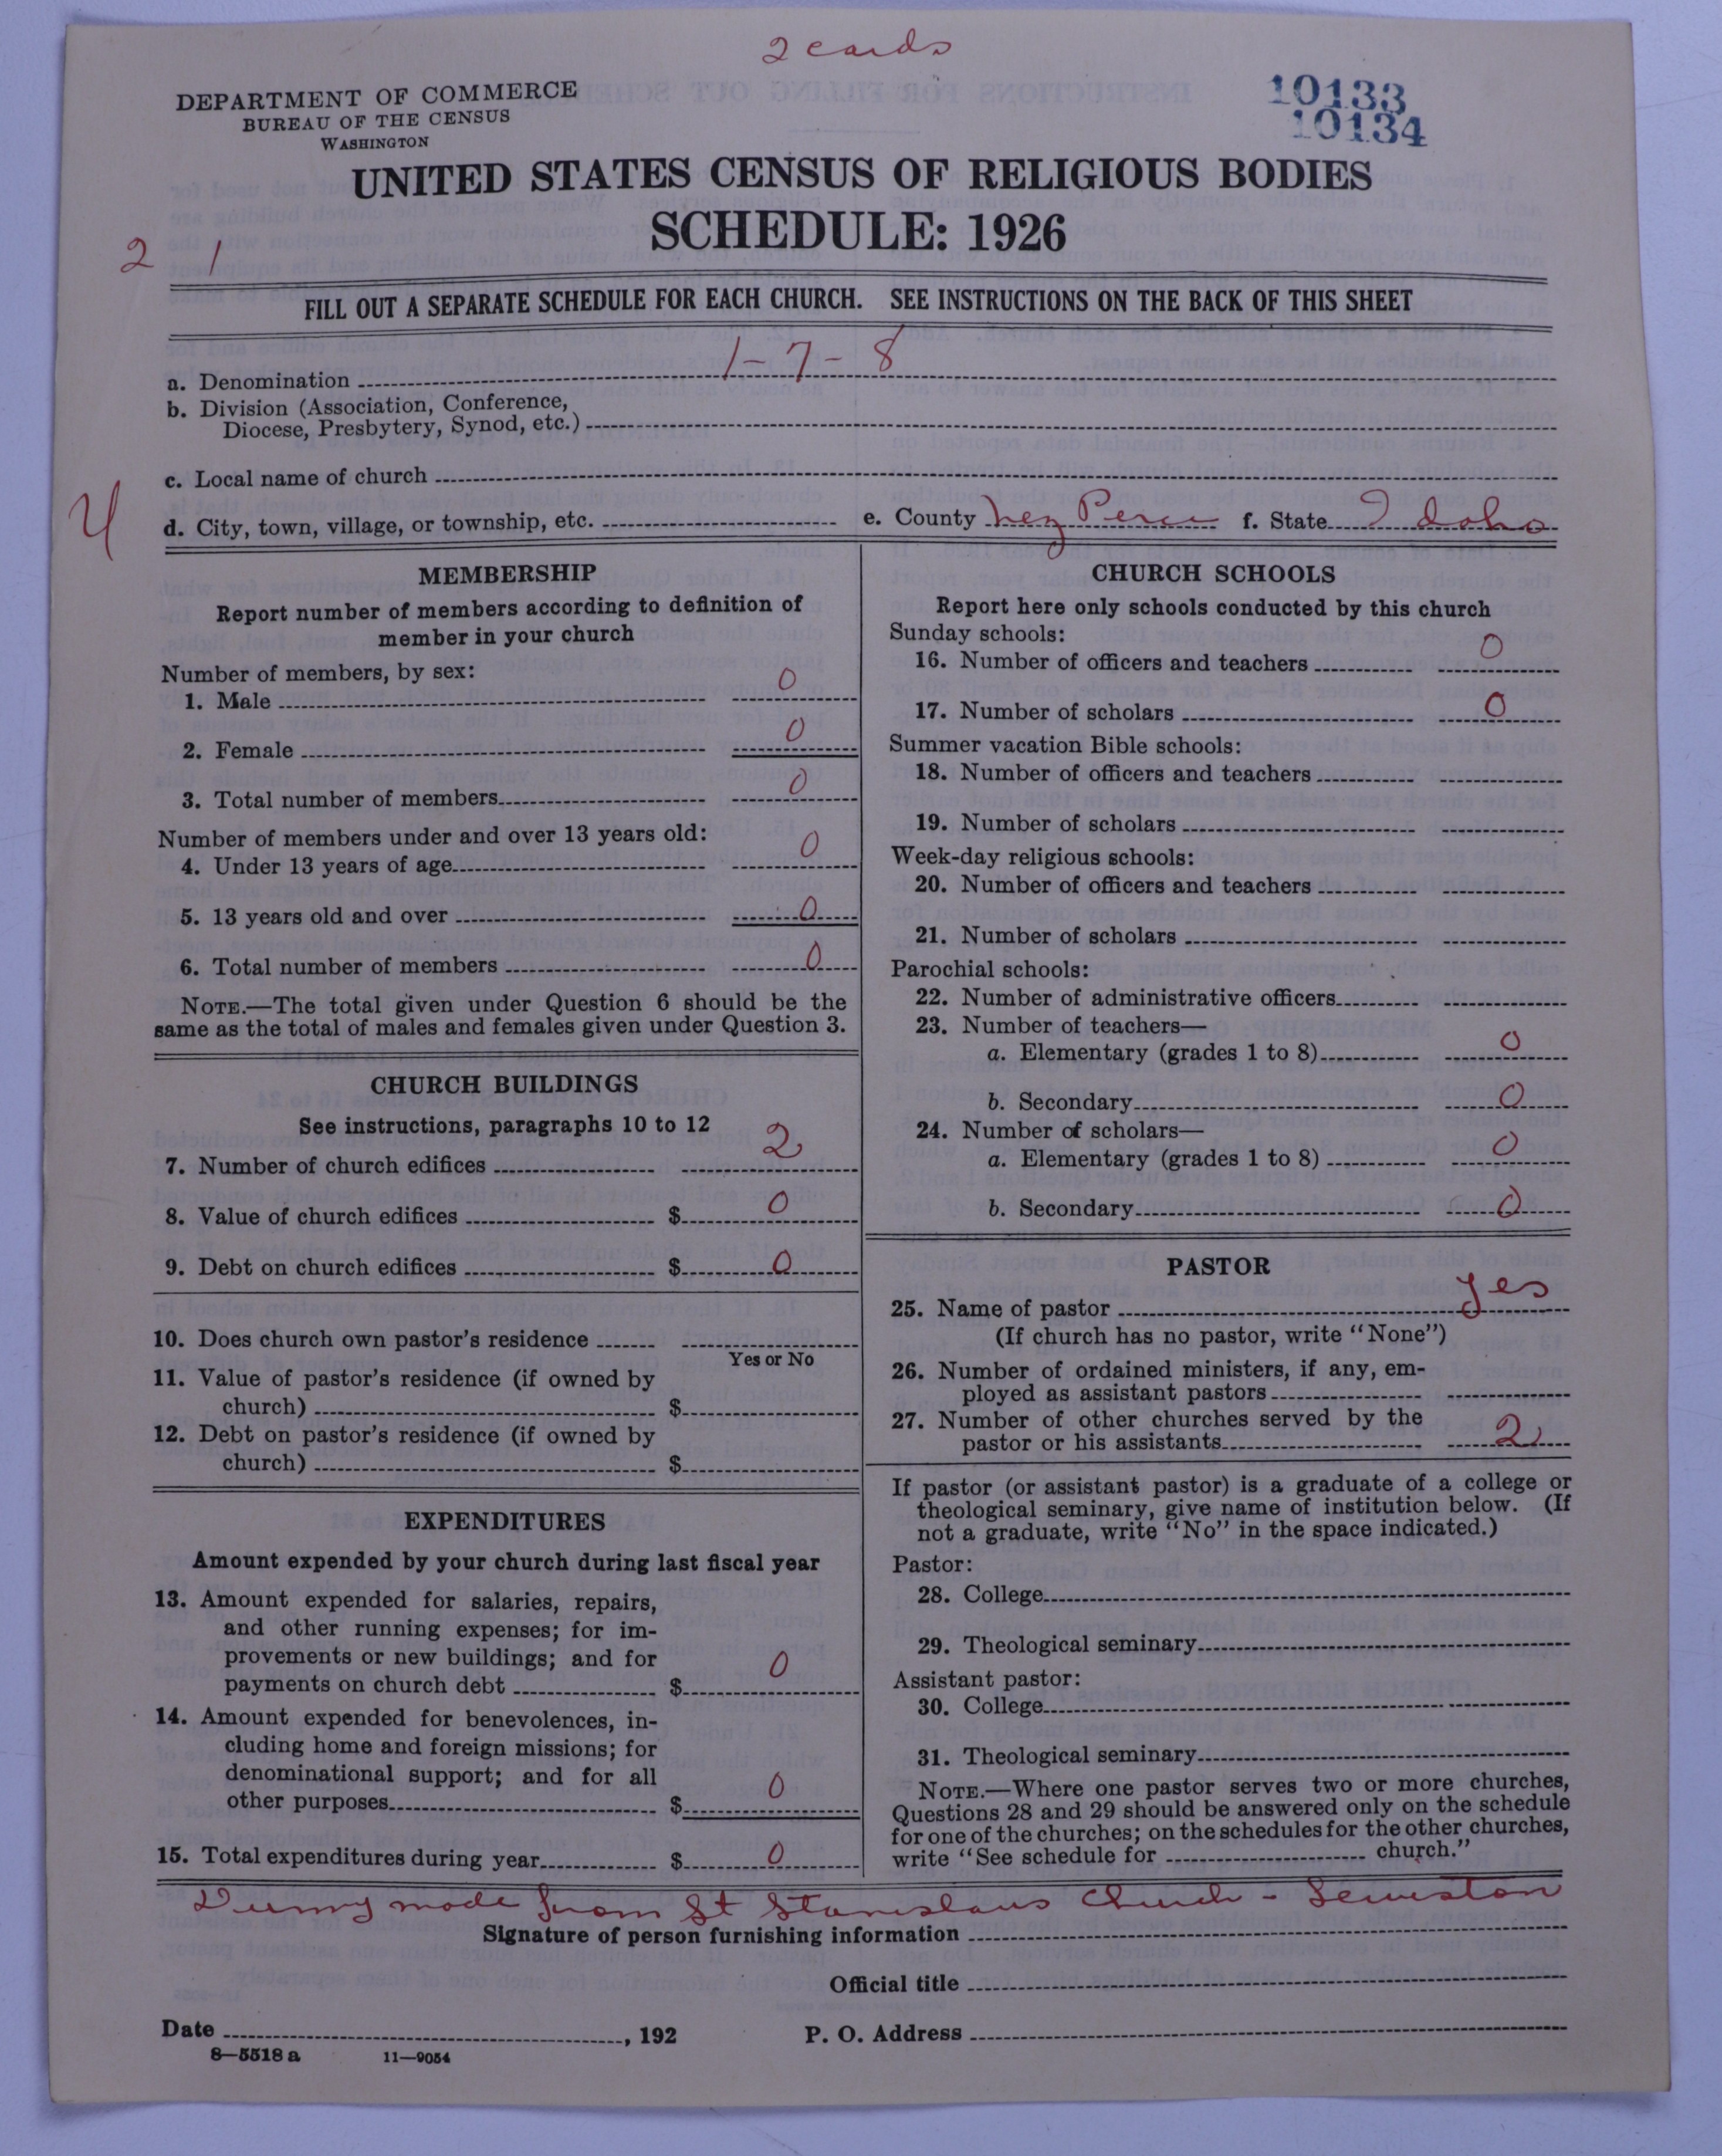 2 cards
10133
10134
DEPARTMENT OF COMMERCE
BUREAU OF THE CENSUS
WASHINGTON
UNITED STATES CENSUS OF RELIGIOUS BODIES
SCHEDULE: 1926
2 1
FILL OUT A SEPARATE SCHEDULE FOR EACH CHURCH. SEE INSTRUCTIONS ON THE BACK OF THIS SHEET
a. Denomination 1-7-8
b. Division (Association, Conference,
Diocese, Presbytery, Synod, etc.)
c. Local name of church
4
d. City, town, village, or township, etc. e. County Nez Perce f. State Idaho
MEMBERSHIP
Report number of members according to definition of
member in your church
Number of members, by sex:
1. Male 0
2. Female 0
3. Total number of members 0
Number of members under and over 13 years old:
4. Under 13 years of age 0
5. 13 years old and over 0
6. Total number of members 0
NOTE.—The total given under Question 6 should be the
same as the total of males and females given under Question 3.
CHURCH BUILDINGS
See instructions, paragraphs 10 to 12
7. Number of church edifices 2
8. Value of church edifices $ 0
9. Debt on church edifices $ 0
10. Does church own pastor's residence
Yes or No
11. Value of pastor's residence (if owned by
church) $
12. Debt on pastor's residence (if owned by
church) $
EXPENDITURES
Amount expended by your church during last fiscal year
13. Amount expended for salaries, repairs,
and other running expenses; for im-
provements or new buildings; and for
payments on church debt $ 0
14. Amount expended for benevolences, in-
cluding home and foreign missions; for
denominational support; and for all
other purposes $ 0
15. Total expenditures during year $ 0
CHURCH SCHOOLS
Report here only schools conducted by this church
Sunday schools:
16. Number of officers and teachers 0
17. Number of scholars 0
Summer vacation Bible schools:
18. Number of officers and teachers
19. Number of scholars
Week-day religious schools:
20. Number of officers and teachers
21. Number of scholars
Parochial schools:
22. Number of administrative officers
23. Number of teachers—
a. Elementary (grades 1 to 8) 0
b. Secondary 0
24. Number of scholars—
a. Elementary (grades 1 to 8) 0
b. Secondary 0
PASTOR
25. Name of pastor yes
(If church has no pastor, write "None")
26. Number of ordained ministers, if any, em-
ployed as assistant pastors
27. Number of other churches served by the
pastor or his assistants 2
If pastor (or assistant pastor) is a graduate of a college or
theological seminary, give name of institution below. (If
not a graduate, write "No" in the space indicated.)
Pastor:
28. College
29. Theological seminary
Assistant pastor:
30. College
31. Theological seminary
NOTE.—Where one pastor serves two or more churches,
Questions 28 and 29 should be answered only on the schedule
for one of the churches; on the schedules for the other churches,
write "See schedule for church."
Dummy made from St Stanislaus Church - Lewiston
Signature of person furnishing information
Official title
Date , 192 P. O. Address
8—5518 a 11—9054